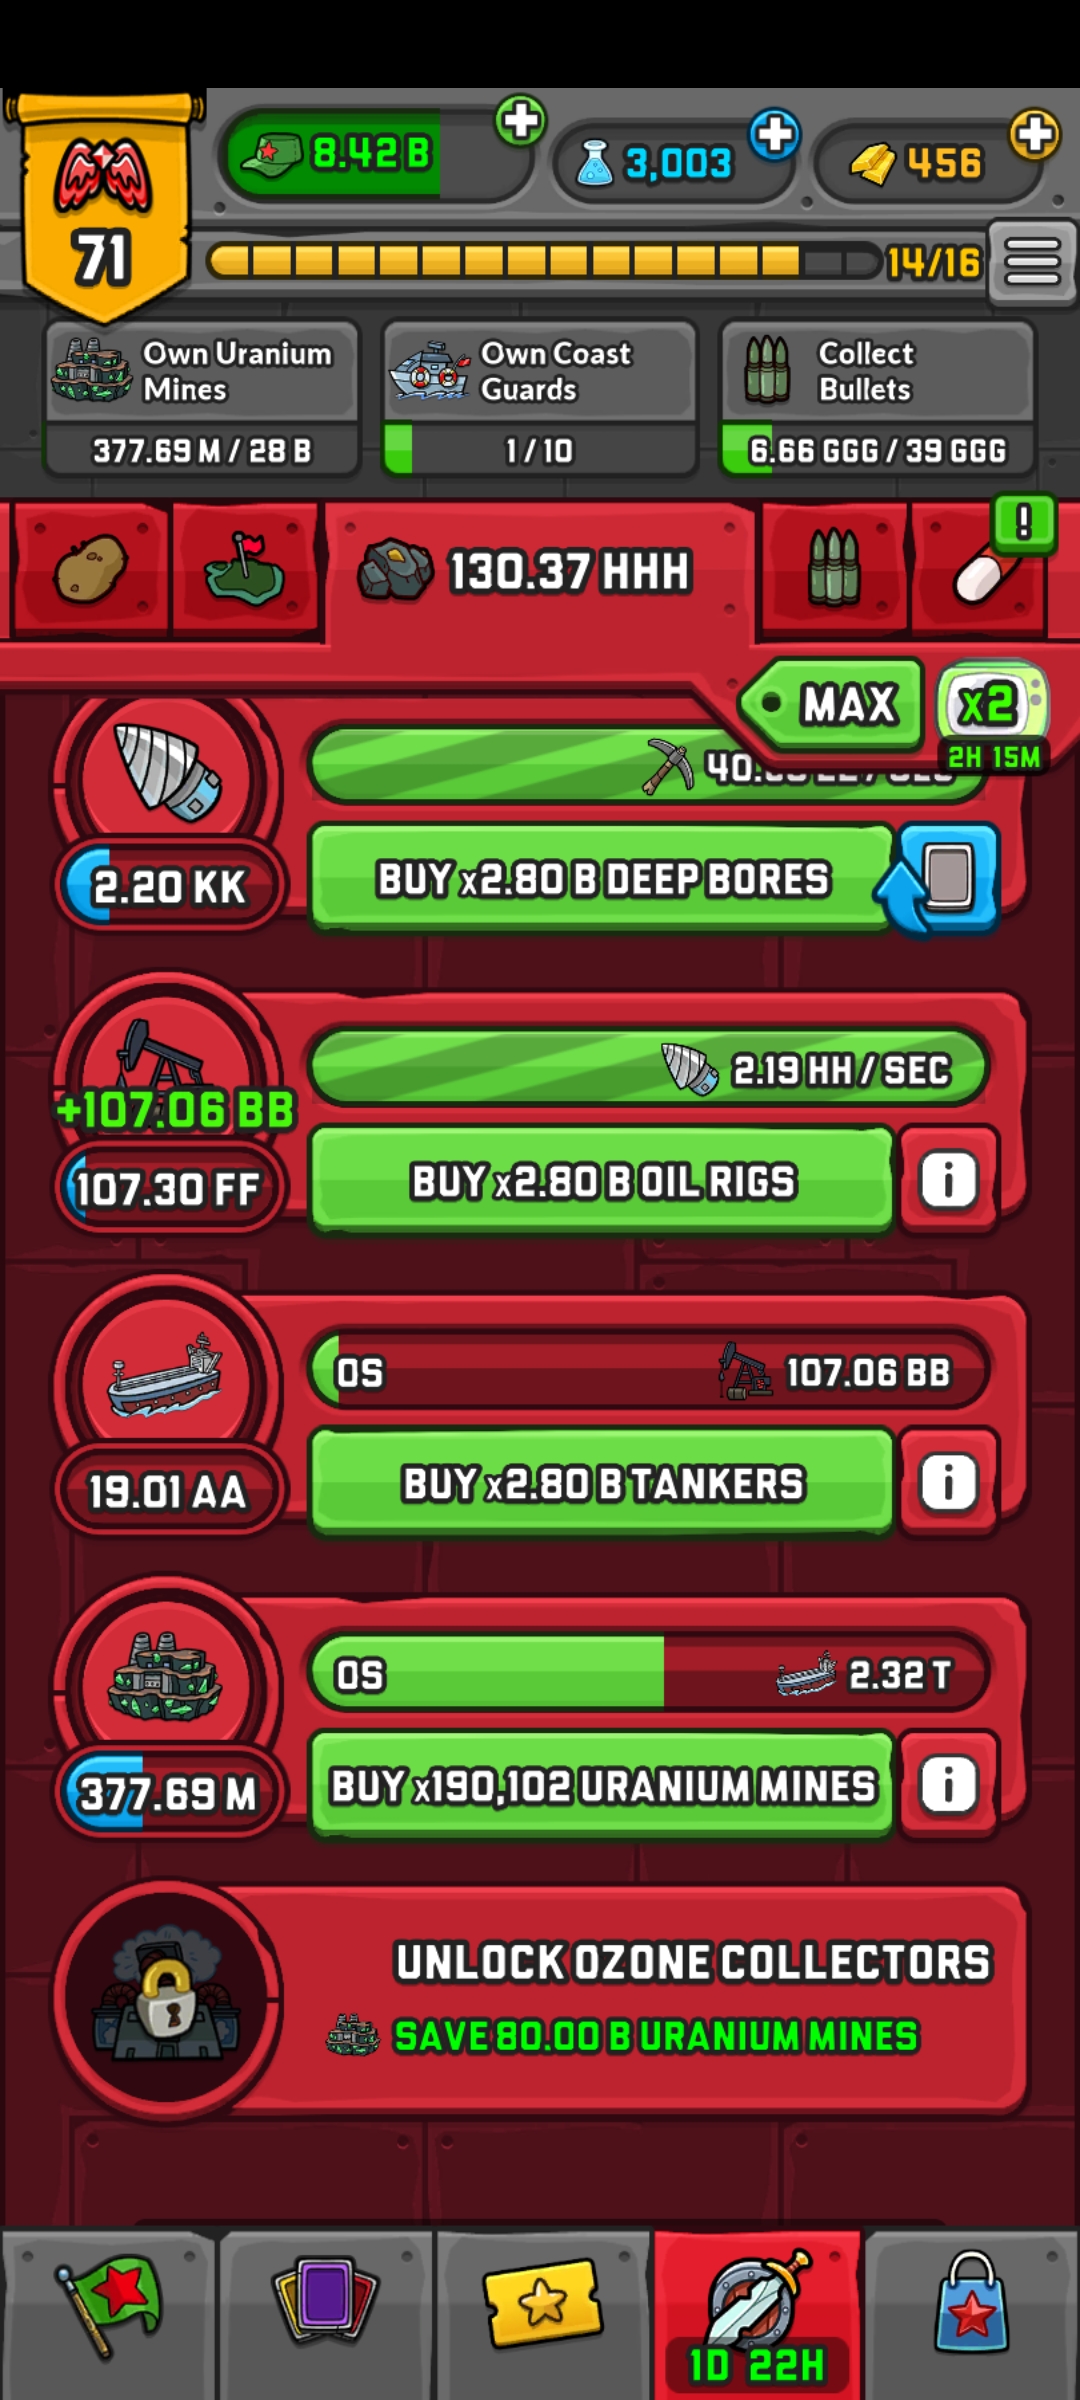 8.42 B
3,003
456
71
14/16
Own Uranium
Mines
377.69 M / 28 B
Own Coast
Guards
1 / 10
Collect
Bullets
6.66 GGG / 39 GGG
130.37 HHH
!
MAX
x2
2H 15M
2.20 KK
BUY x2.80 B DEEP BORES
2.19 HH / SEC
+107.06 BB
107.30 FF
BUY x2.80 B OIL RIGS
i
0S
107.06 BB
19.01 AA
BUY x2.80 B TANKERS
i
0S
2.32 T
377.69 M
BUY x190,102 URANIUM MINES
i
UNLOCK OZONE COLLECTORS
SAVE 80.00 B URANIUM MINES
1D 22H